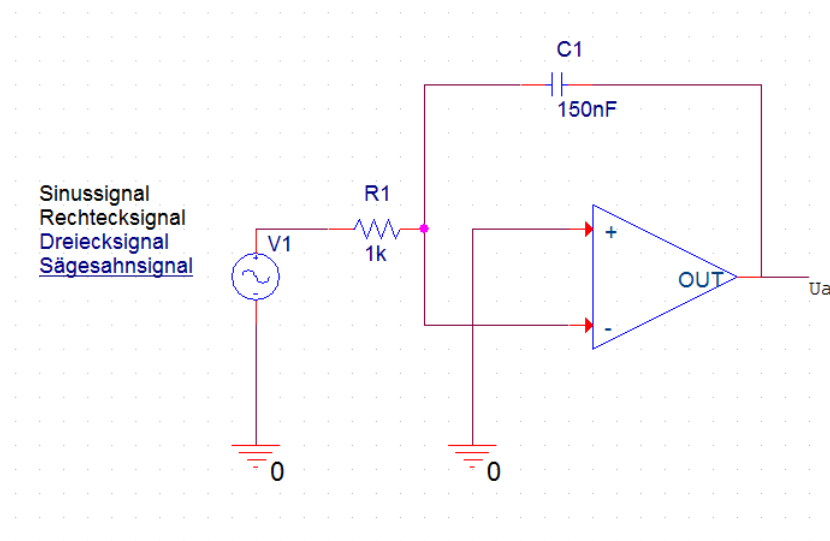 C1
150nF
Sinussignal
Rechtecksignal
Dreiecksignal
Sägesahnsignal
V1
R1
1k
+
-
OUT
Ua
0
0